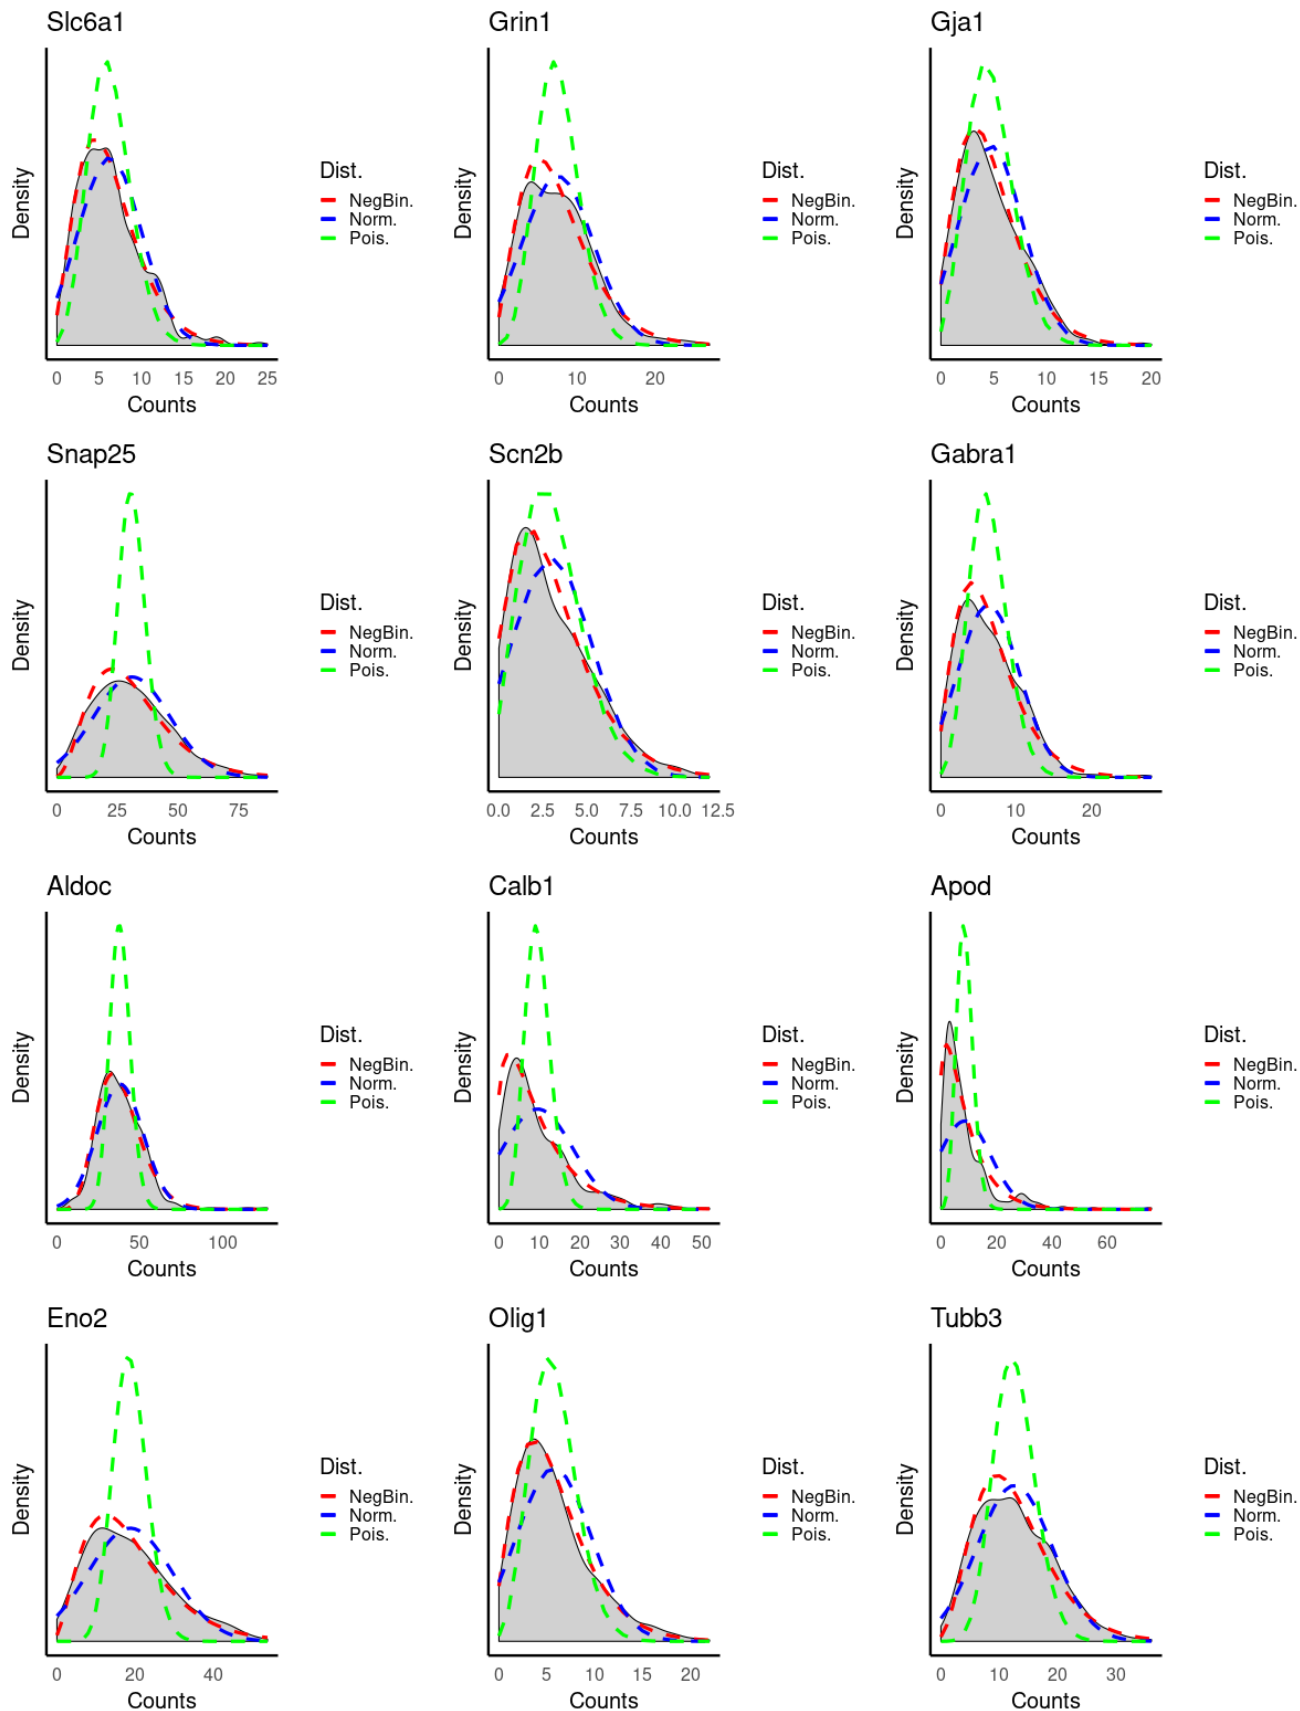 Slc6a1
Density
0 5 10 15 20 25
Counts
Dist.
NegBin.
Norm.
Pois.
Grin1
Density
0 10 20
Counts
Dist.
NegBin.
Norm.
Pois.
Gja1
Density
0 5 10 15 20
Counts
Dist.
NegBin.
Norm.
Pois.
Snap25
Density
0 25 50 75
Counts
Dist.
NegBin.
Norm.
Pois.
Scn2b
Density
0.0 2.5 5.0 7.5 10.0 12.5
Counts
Dist.
NegBin.
Norm.
Pois.
Gabra1
Density
0 10 20
Counts
Dist.
NegBin.
Norm.
Pois.
Aldoc
Density
0 50 100
Counts
Dist.
NegBin.
Norm.
Pois.
Calb1
Density
0 10 20 30 40 50
Counts
Dist.
NegBin.
Norm.
Pois.
Apod
Density
0 20 40 60
Counts
Dist.
NegBin.
Norm.
Pois.
Eno2
Density
0 20 40
Counts
Dist.
NegBin.
Norm.
Pois.
Olig1
Density
0 5 10 15 20
Counts
Dist.
NegBin.
Norm.
Pois.
Tubb3
Density
0 10 20 30
Counts
Dist.
NegBin.
Norm.
Pois.